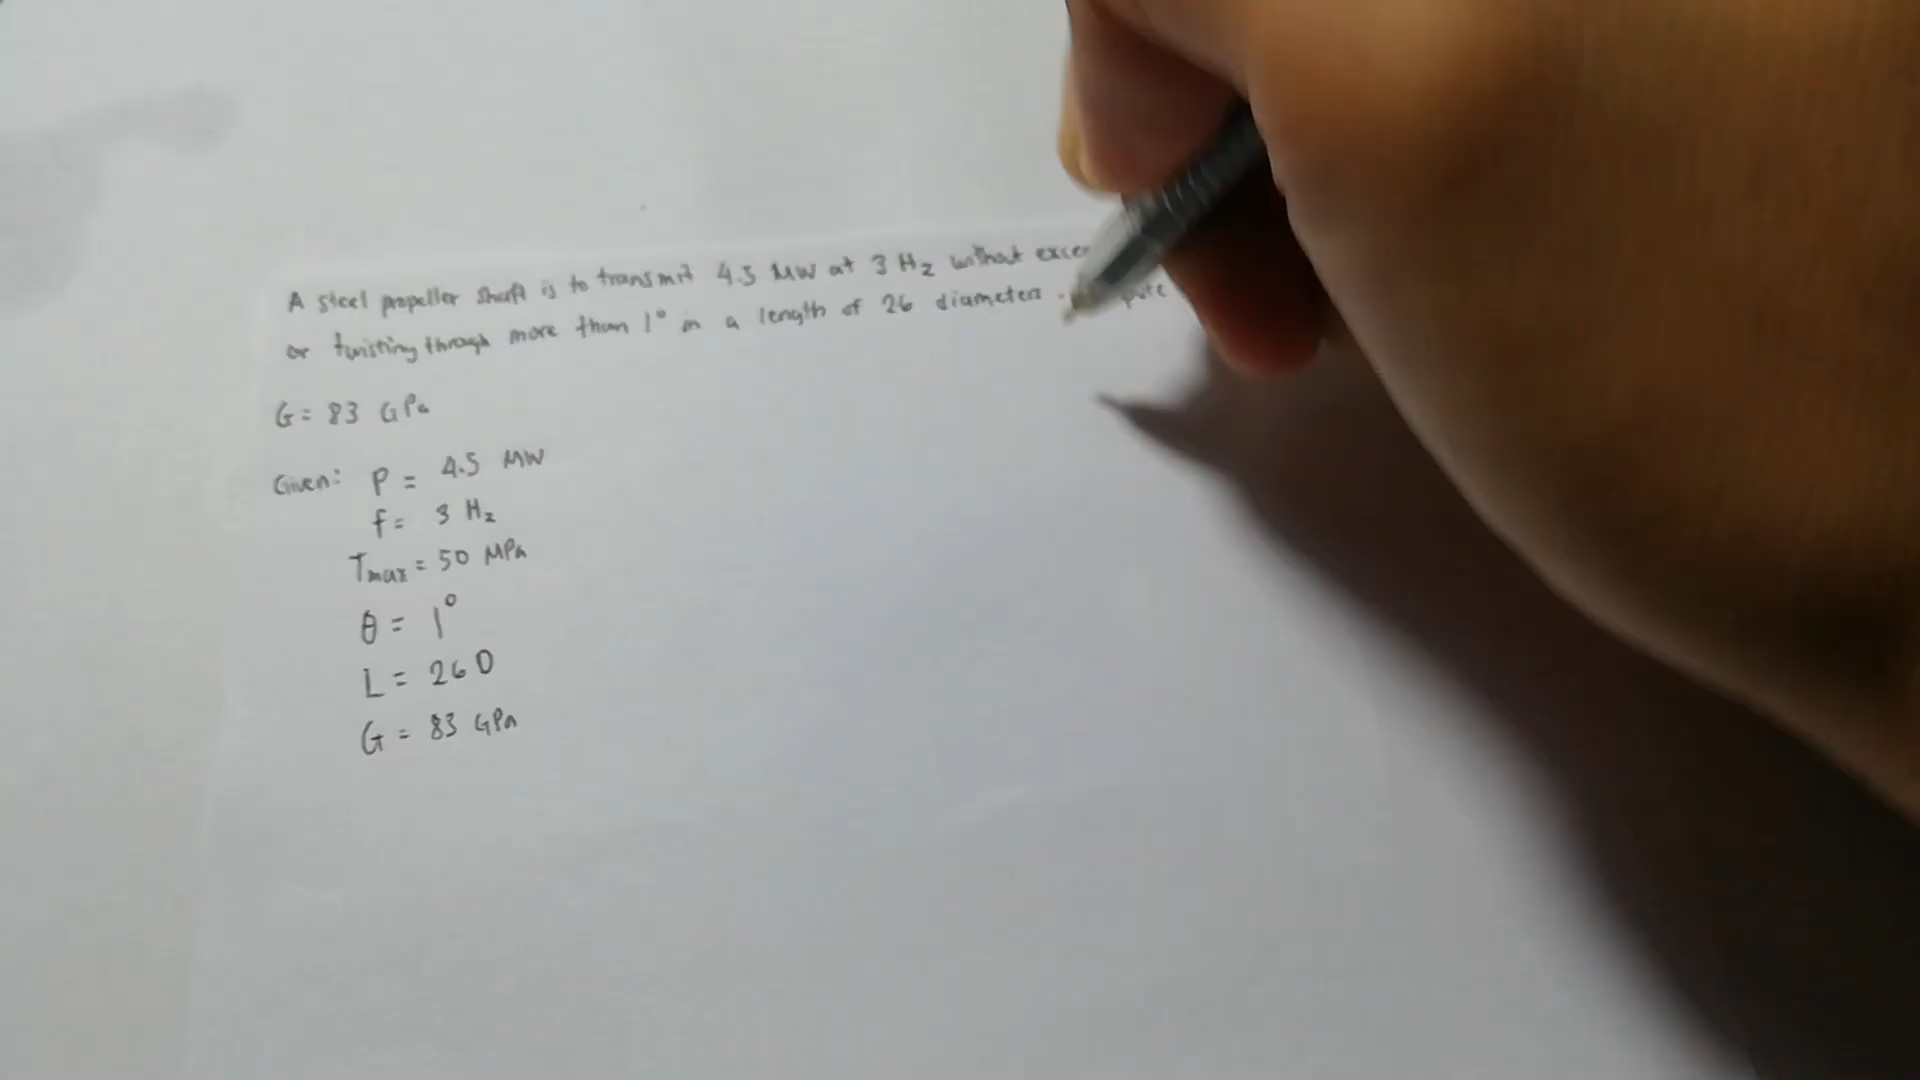 A steel propeller shaft is to transmit 4.5 MW at 3 Hz without
or twisting through more than 1° in a length of 26 diameters.
G = 83 GPa
Given: P = 4.5 MW
f = 3 Hz
Tmax = 50 MPa
θ = 1°
L = 26 D
G = 83 GPa